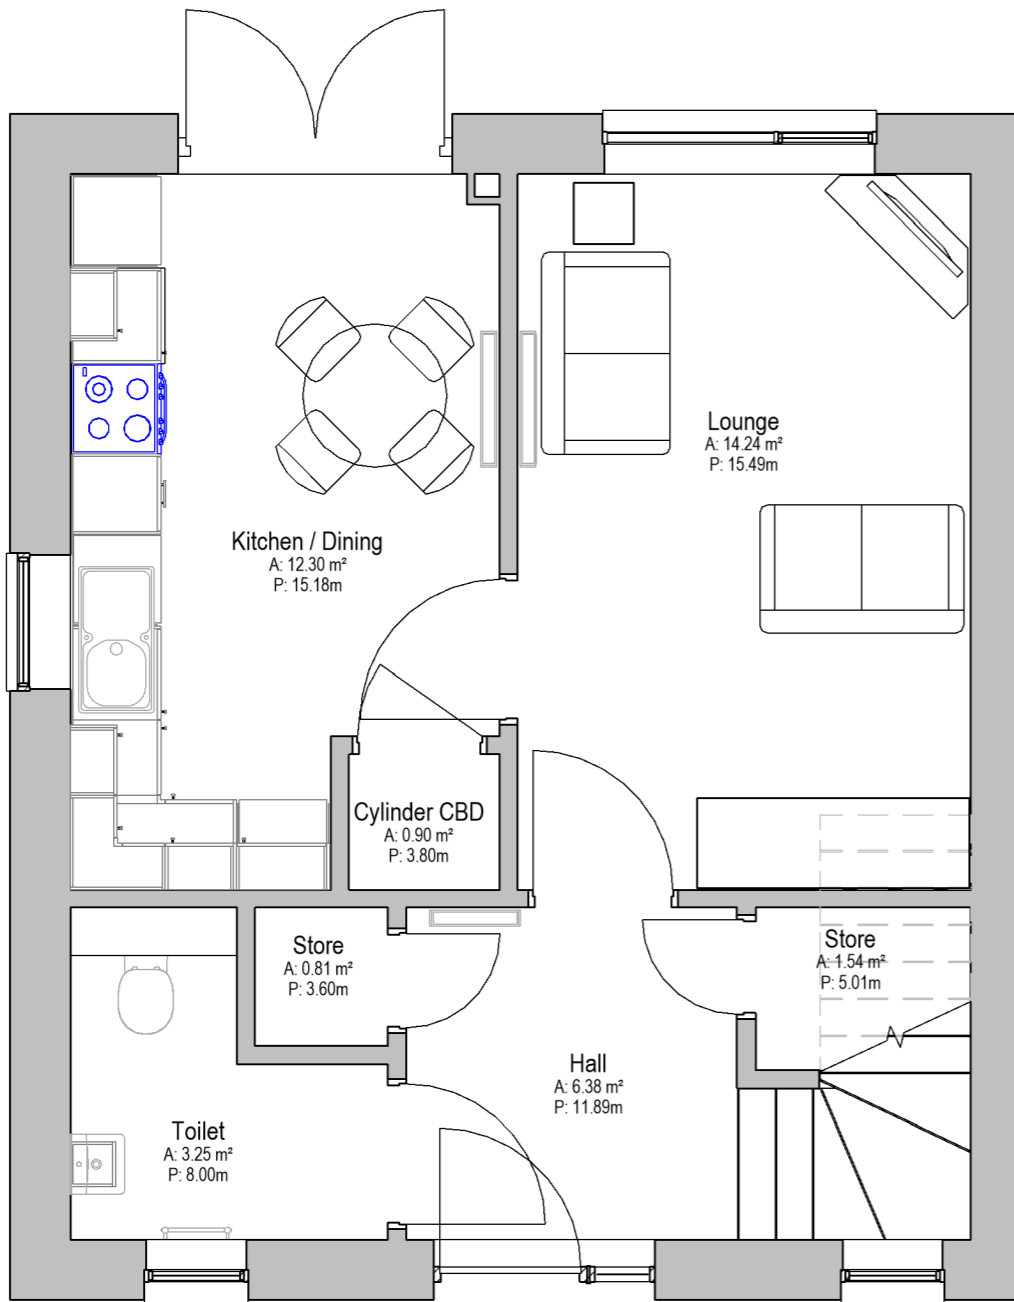 Lounge
A: 14.24 m²
P: 15.49m
Kitchen / Dining
A: 12.30 m²
P: 15.18m
Cylinder CBD
A: 0.90 m²
P: 3.80m
Store
A: 0.81 m²
P: 3.60m
Store
A: 1.54 m²
P: 5.01m
Hall
A: 6.38 m²
P: 11.89m
Toilet
A: 3.25 m²
P: 8.00m